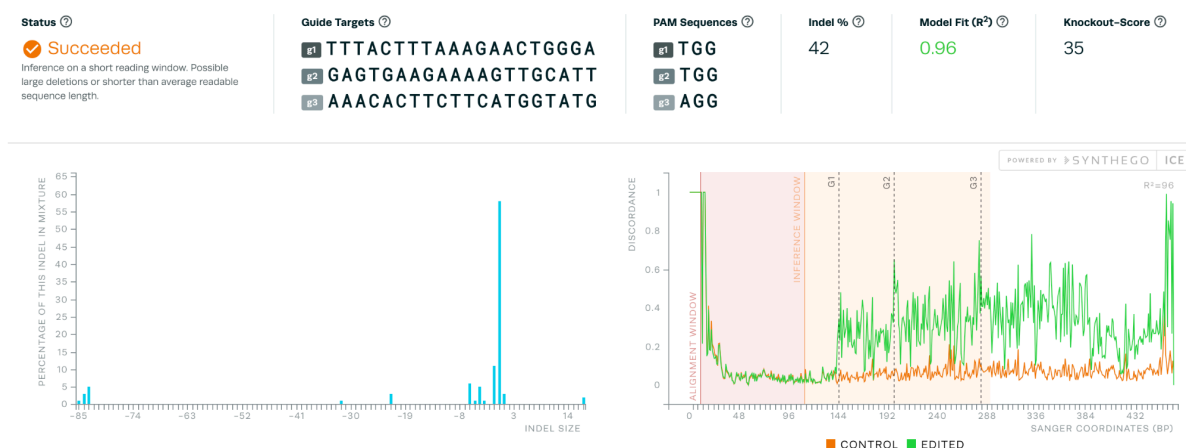 Status ?
Succeeded
Inference on a short reading window. Possible
large deletions or shorter than average readable
sequence length.
Guide Targets ?
g1 TTTACTTTAAAGAACTGGGA
g2 GAGTGAAGAAAAGTTGCATT
g3 AAACACTTCTTCATGGTATG
PAM Sequences ?
g1 TGG
g2 TGG
g3 AGG
Indel % ?
42
Model Fit (R²) ?
0.96
Knockout-Score ?
35
PERCENTAGE OF THIS INDEL IN MIXTURE
65
60
55
50
45
40
35
30
25
20
15
10
5
0
-85 -74 -63 -52 -41 -30 -19 -8 3 14
INDEL SIZE
POWERED BY SYNTHEGO ICE
R²=96
DISCORDANCE
1
0.8
0.6
0.4
0.2
0
ALIGNMENT WINDOW
INFERENCE WINDOW
G1
G2
G3
0 48 96 144 192 240 288 336 384 432
SANGER COORDINATES (BP)
CONTROL EDITED